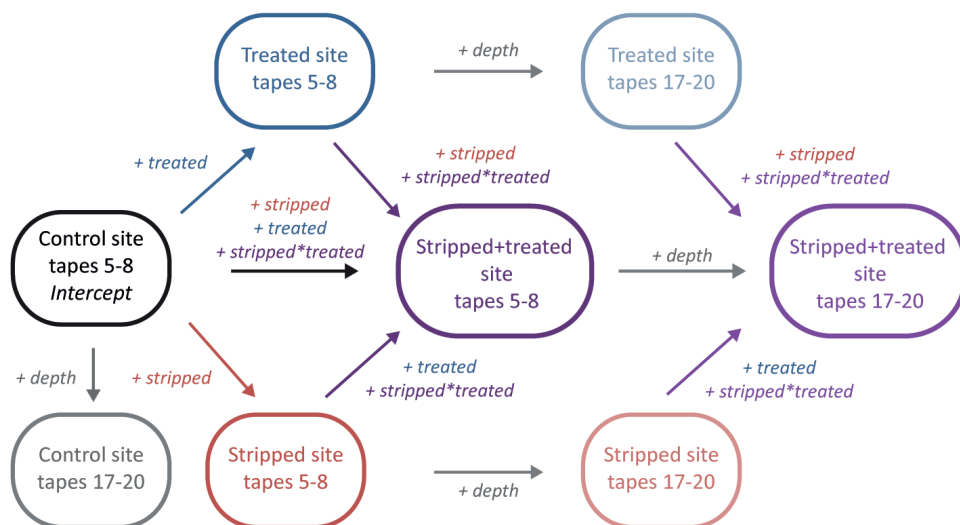 Treated site
tapes 5-8
+ depth
Treated site
tapes 17-20
+ treated
+ stripped
+ stripped*treated
+ stripped
+ stripped*treated
+ stripped
+ treated
+ stripped*treated
Control site
tapes 5-8
Intercept
Stripped+treated
site
tapes 5-8
+ depth
Stripped+treated
site
tapes 17-20
+ depth
+ stripped
+ treated
+ stripped*treated
+ treated
+ stripped*treated
Control site
tapes 17-20
Stripped site
tapes 5-8
+ depth
Stripped site
tapes 17-20